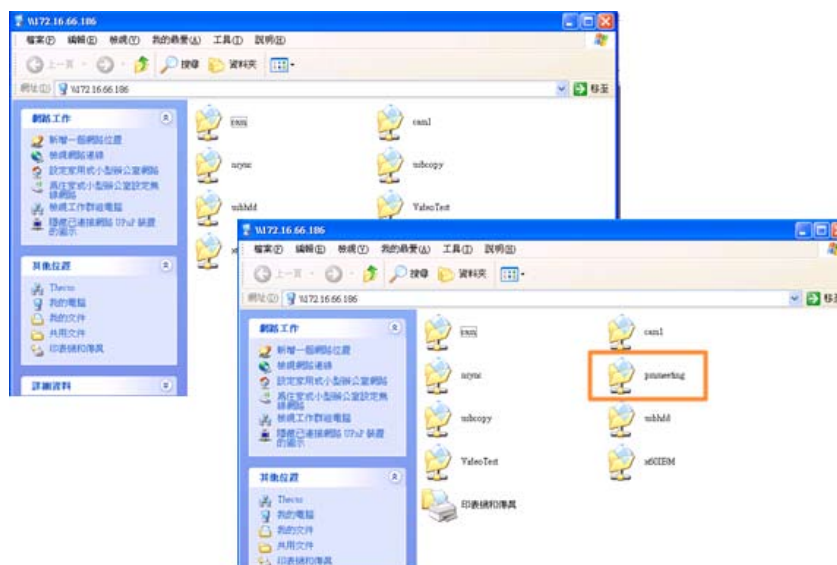 \\172.16.66.186
檔案(F) 編輯(E) 檢視(V) 我的最愛(A) 工具(T) 說明(H)
上一頁 搜尋 資料夾
網址(D) \\172.16.66.186 移至
網路工作
新增一個網路位置
檢視網路連線
設定家用或小型辦公室網路
為住家或小型辦公室設定無線網路
檢視工作群組電腦
隱藏已連接網路 UPnP 裝置的圖示
其他位置
Thecus
我的電腦
我的文件
共用文件
印表機和傳真
詳細資料
cam1
nsync
usbcopy
usbhdd
VideoTest
\\172.16.66.186
檔案(F) 編輯(E) 檢視(V) 我的最愛(A) 工具(T) 說明(H)
上一頁 搜尋 資料夾
網址(D) \\172.16.66.186 移至
網路工作
新增一個網路位置
檢視網路連線
設定家用或小型辦公室網路
為住家或小型辦公室設定無線網路
檢視工作群組電腦
隱藏已連接網路 UPnP 裝置的圖示
其他位置
Thecus
我的電腦
我的文件
共用文件
印表機和傳真
cam1
nsync
pmmeeting
usbcopy
usbhdd
VideoTest
x60IBM
印表機和傳真